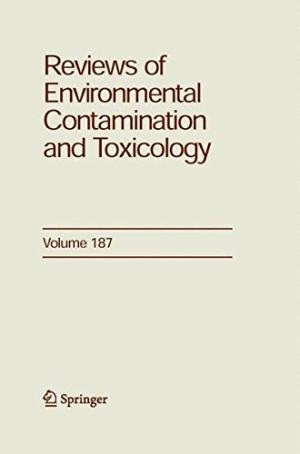 Reviews of
Environmental
Contamination
and Toxicology
Volume 187
Springer